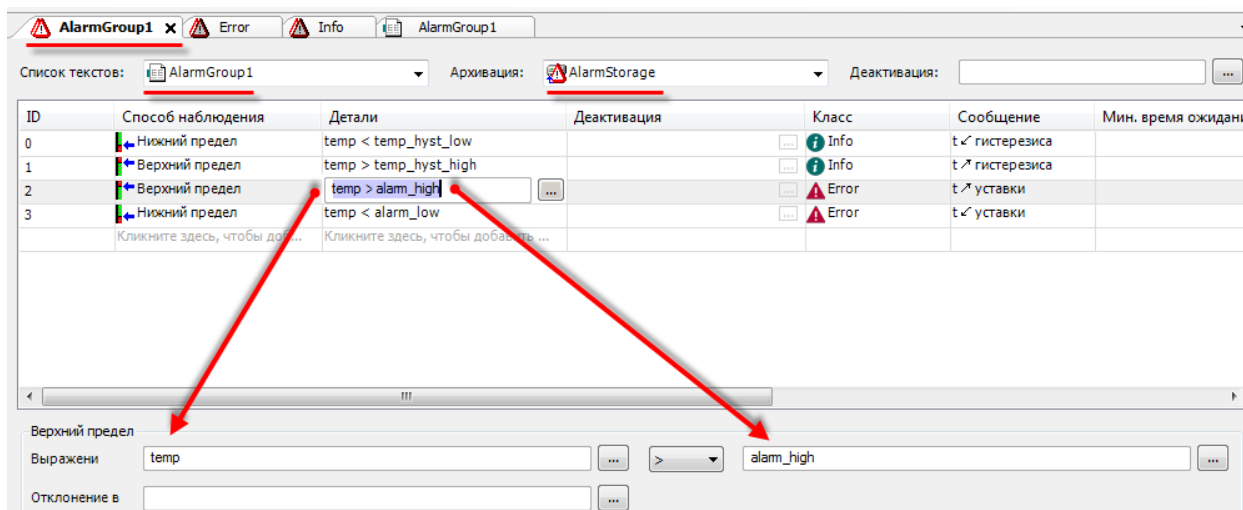 AlarmGroup1 x Error Info AlarmGroup1
Список текстов: AlarmGroup1 Архивация: AlarmStorage Деактивация: ...
ID Способ наблюдения Детали Деактивация Класс Сообщение Мин. время ожидани
0 Нижний предел temp < temp_hyst_low ... Info t↙ гистерезиса
1 Верхний предел temp > temp_hyst_high ... Info t↗ гистерезиса
2 Верхний предел temp > alarm_high ... ... Error t↗ уставки
3 Нижний предел temp < alarm_low ... Error t↙ уставки
Кликните здесь, чтобы доб... Кликните здесь, чтобы добавить ...
Верхний предел
Выражени temp ... > alarm_high ...
Отклонение в ...